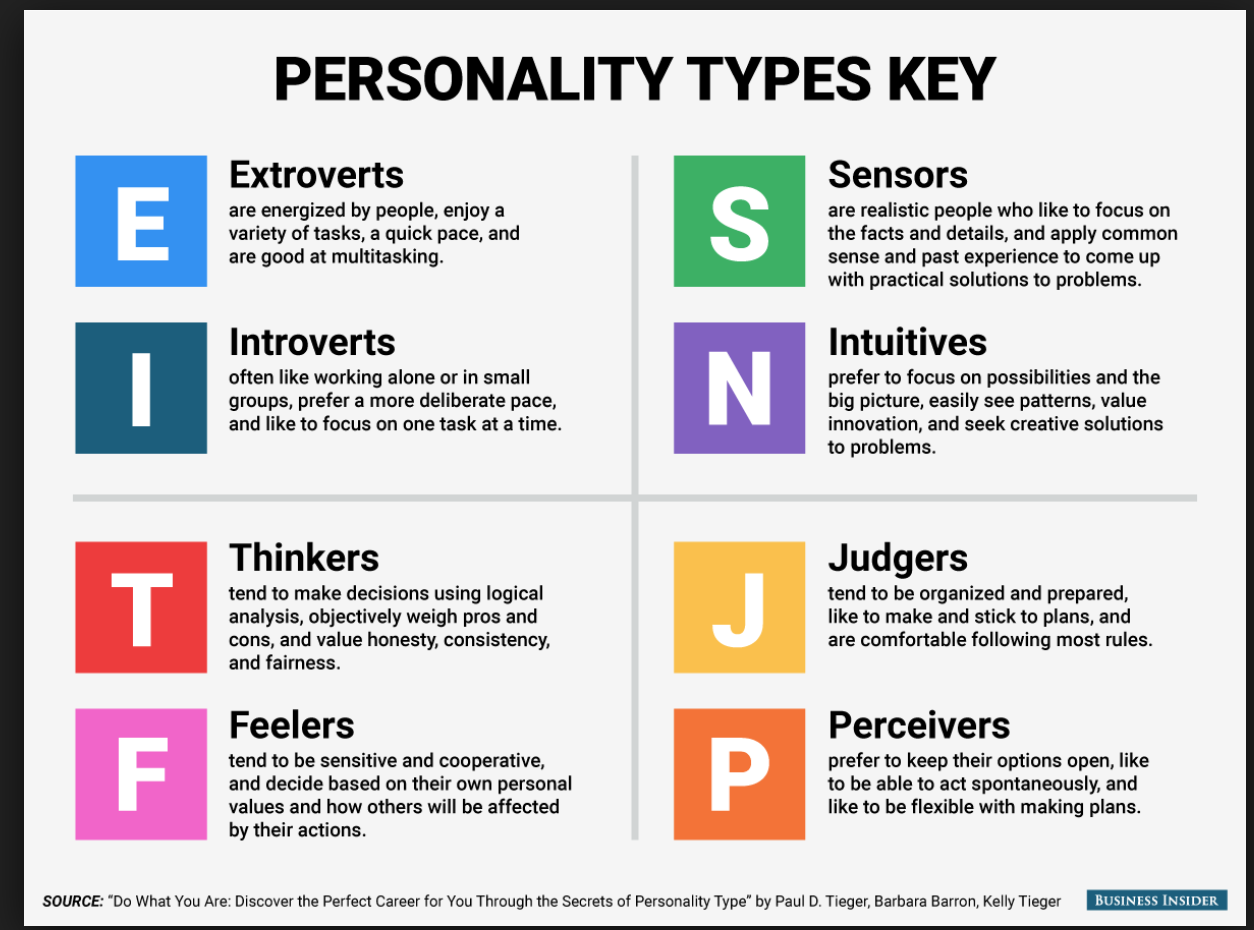 PERSONALITY TYPES KEY
E
Extroverts
are energized by people, enjoy a
variety of tasks, a quick pace, and
are good at multitasking.
I
Introverts
often like working alone or in small
groups, prefer a more deliberate pace,
and like to focus on one task at a time.
S
Sensors
are realistic people who like to focus on
the facts and details, and apply common
sense and past experience to come up
with practical solutions to problems.
N
Intuitives
prefer to focus on possibilities and the
big picture, easily see patterns, value
innovation, and seek creative solutions
to problems.
T
Thinkers
tend to make decisions using logical
analysis, objectively weigh pros and
cons, and value honesty, consistency,
and fairness.
F
Feelers
tend to be sensitive and cooperative,
and decide based on their own personal
values and how others will be affected
by their actions.
J
Judgers
tend to be organized and prepared,
like to make and stick to plans, and
are comfortable following most rules.
P
Perceivers
prefer to keep their options open, like
to be able to act spontaneously, and
like to be flexible with making plans.
SOURCE: “Do What You Are: Discover the Perfect Career for You Through the Secrets of Personality Type” by Paul D. Tieger, Barbara Barron, Kelly Tieger
BUSINESS INSIDER